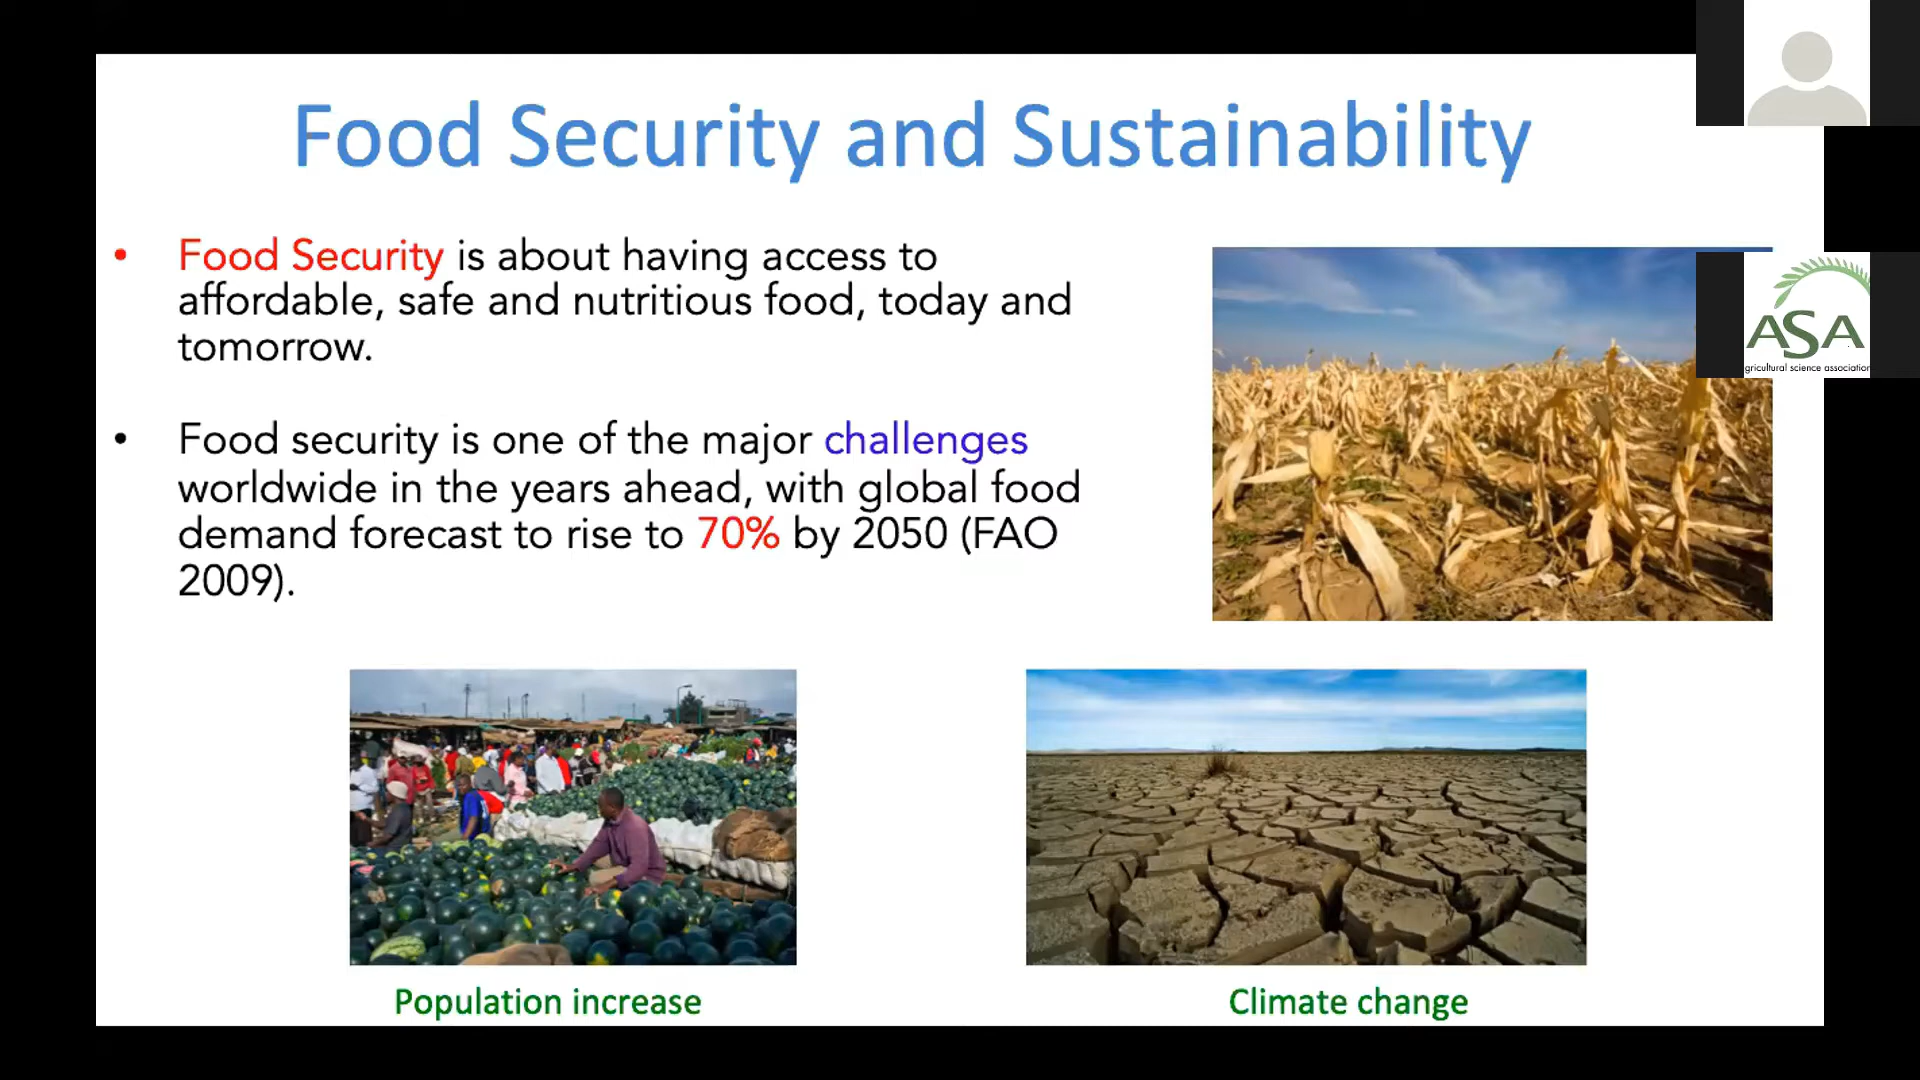 Food Security and Sustainability
• Food Security is about having access to
affordable, safe and nutritious food, today and
tomorrow.
• Food security is one of the major challenges
worldwide in the years ahead, with global food
demand forecast to rise to 70% by 2050 (FAO
2009).
ASA
gricultural science association
Population increase
Climate change